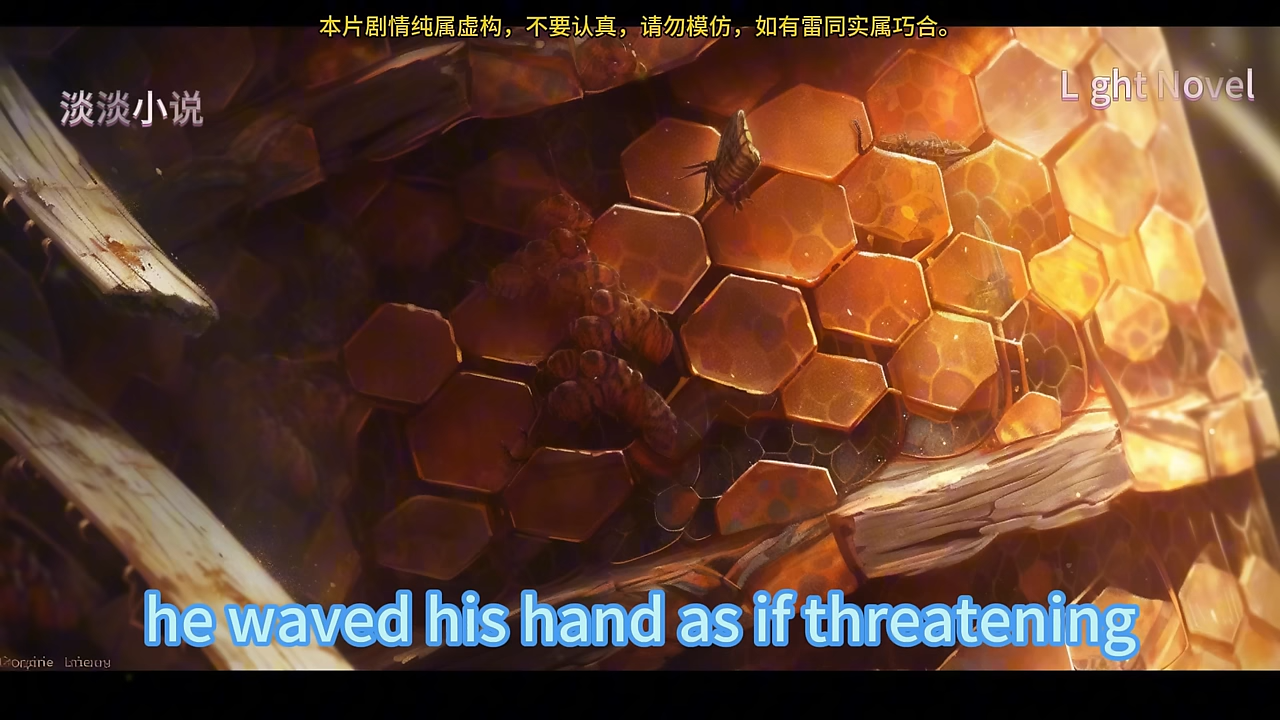 本片剧情纯属虚构，不要认真，请勿模仿，如有雷同实属巧合。
淡淡小说
L ght Novel
he waved his hand as if threatening